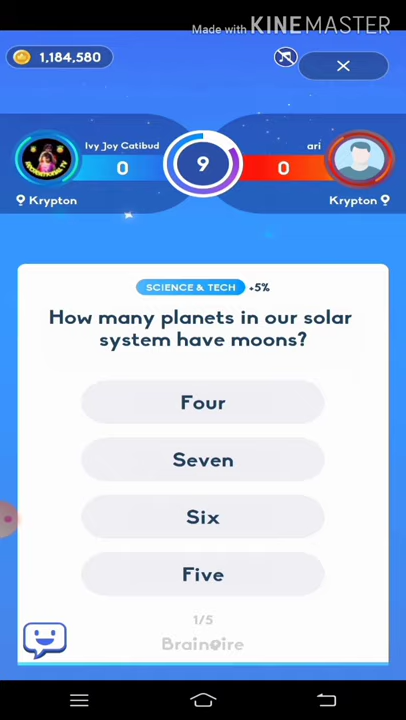 Made with KINEMASTER
1,184,580
Ivy Joy Catibud
ari
0
9
0
Krypton
Krypton
SCIENCE & TECH +5%
How many planets in our solar
system have moons?
Four
Seven
Six
Five
1/5